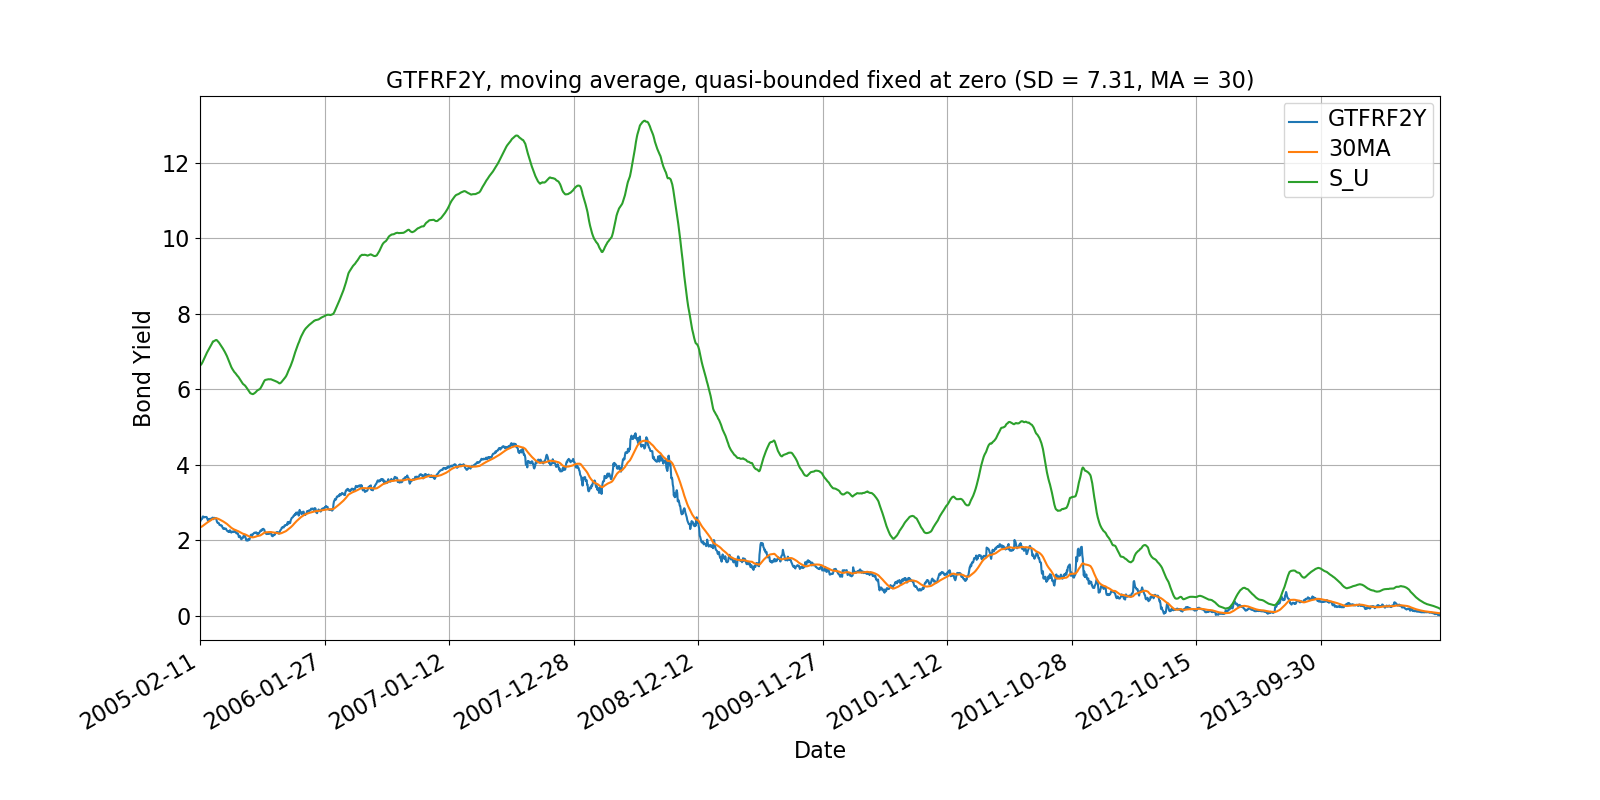 GTFRF2Y, moving average, quasi-bounded fixed at zero (SD = 7.31, MA = 30)
GTFRF2Y
30MA
S_U
12
10
8
6
4
2
0
Bond Yield
2005-02-11
2006-01-27
2007-01-12
2007-12-28
2008-12-12
2009-11-27
2010-11-12
2011-10-28
2012-10-15
2013-09-30
Date